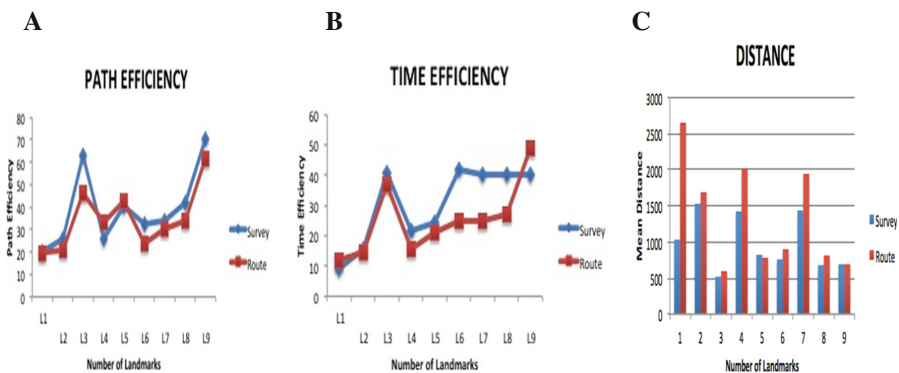 A
PATH EFFICIENCY
Path Efficiency
80
70
60
50
40
30
20
10
0
L1
L2 L3 L4 L5 L6 L7 L8 L9
Number of Landmarks
Survey
Route
B
TIME EFFICIENCY
Time Efficiency
60
50
40
30
20
10
0
L1
L2 L3 L4 L5 L6 L7 L8 L9
Number of Landmarks
Survey
Route
C
DISTANCE
Mean Distance
3000
2500
2000
1500
1000
500
0
1 2 3 4 5 6 7 8 9
Number of Landmarks
Survey
Route